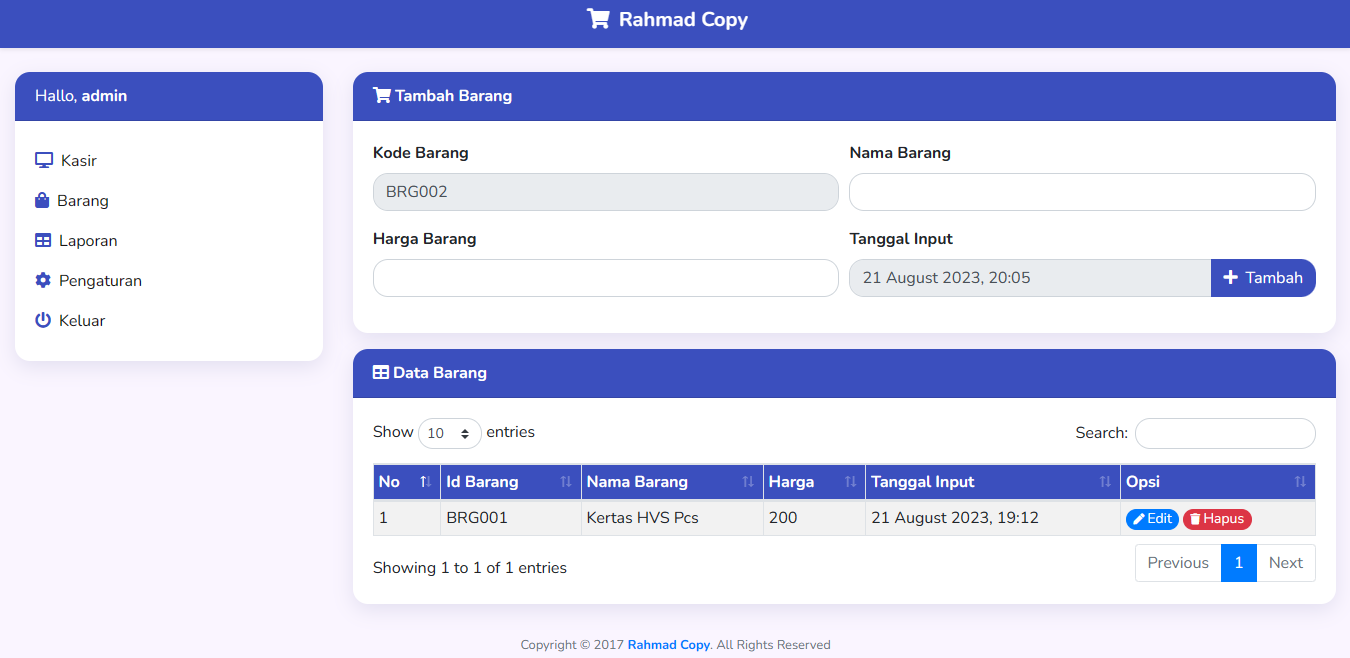 Rahmad Copy
Hallo, admin
Kasir
Barang
Laporan
Pengaturan
Keluar
Tambah Barang
Kode Barang
BRG002
Nama Barang
Harga Barang
Tanggal Input
21 August 2023, 20:05
Tambah
Data Barang
Show 10 entries
Search:
No Id Barang Nama Barang Harga Tanggal Input Opsi
1 BRG001 Kertas HVS Pcs 200 21 August 2023, 19:12 Edit Hapus
Showing 1 to 1 of 1 entries
Previous 1 Next
Copyright © 2017 Rahmad Copy. All Rights Reserved